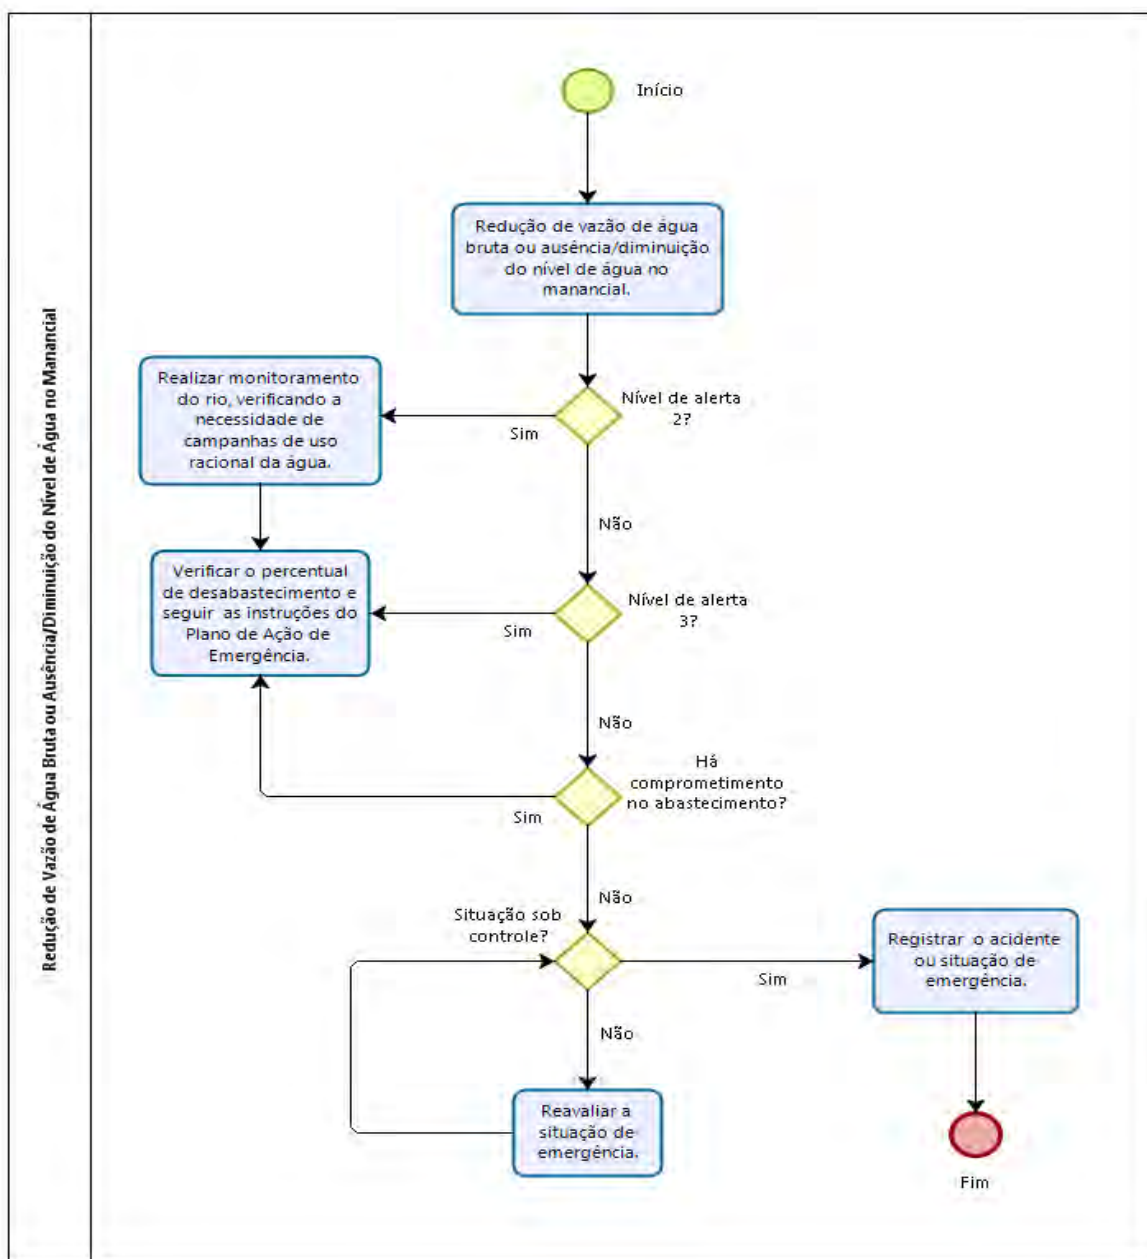 Redução de Vazão de Água Bruta ou Ausência/Diminuição do Nível de Água no Manancial
Início
Redução de vazão de água
bruta ou ausência/diminuição
do nível de água no
manancial.
Nível de alerta
2?
Sim
Realizar monitoramento
do rio, verificando a
necessidade de
campanhas de uso
racional da água.
Não
Nível de alerta
3?
Sim
Verificar o percentual
de desabastecimento e
seguir as instruções do
Plano de Ação de
Emergência.
Não
Há
comprometimento
no abastecimento?
Sim
Não
Situação sob
controle?
Sim
Registrar o acidente
ou situação de
emergência.
Não
Reavaliar a
situação de
emergência.
Fim